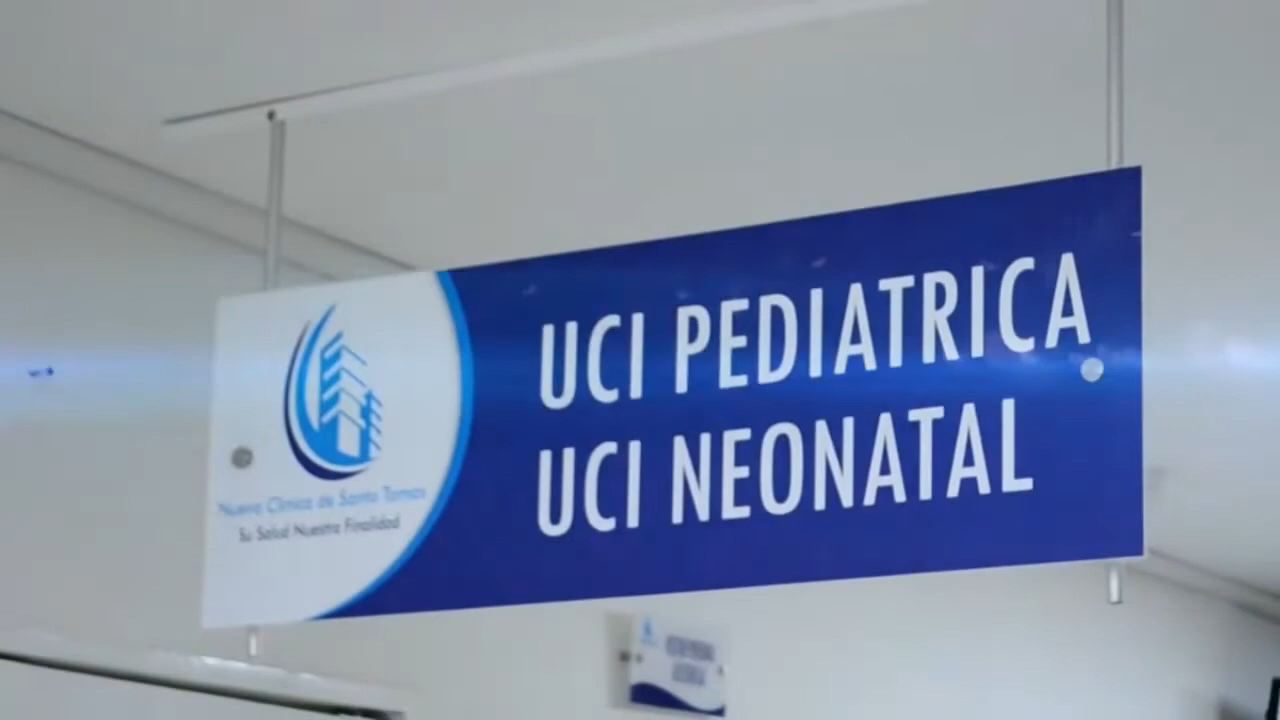 UCI PEDIATRICA
UCI NEONATAL
Nueva Clinica de Santo Tomas
Su Salud Nuestra Finalidad